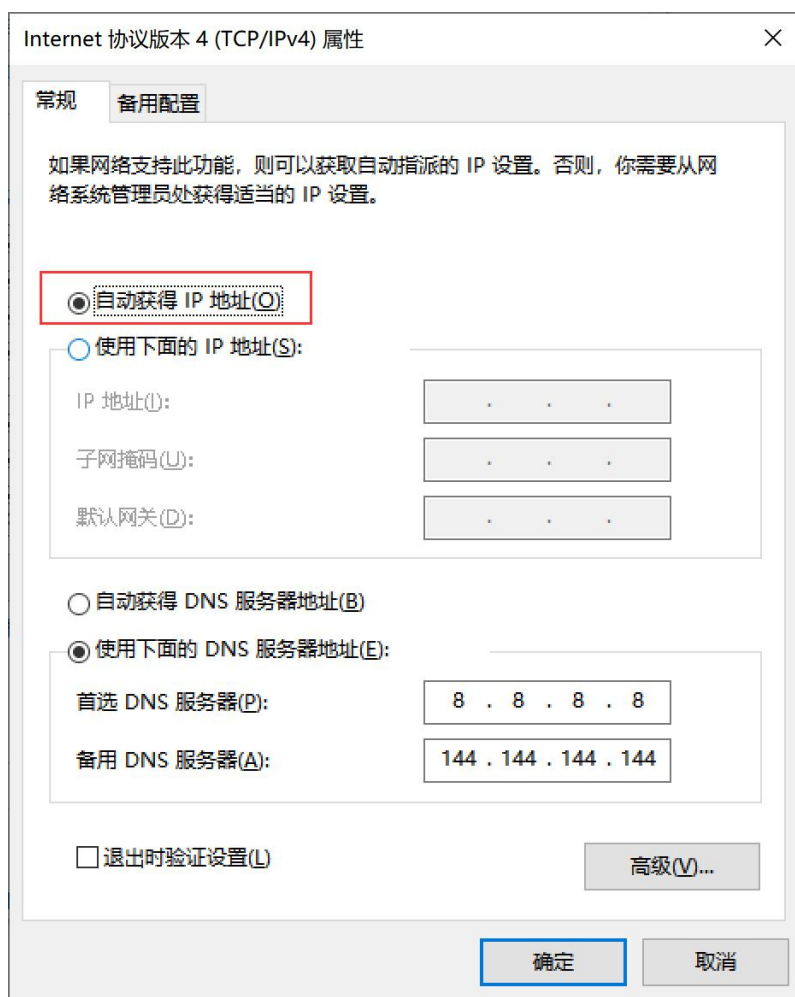 Internet 协议版本 4 (TCP/IPv4) 属性
常规
备用配置
如果网络支持此功能，则可以获取自动指派的 IP 设置。否则，你需要从网
络系统管理员处获得适当的 IP 设置。
自动获得 IP 地址(O)
使用下面的 IP 地址(S):
IP 地址(I):
. . .
子网掩码(U):
. . .
默认网关(D):
. . .
自动获得 DNS 服务器地址(B)
使用下面的 DNS 服务器地址(E):
首选 DNS 服务器(P):
8 . 8 . 8 . 8
备用 DNS 服务器(A):
144 . 144 . 144 . 144
退出时验证设置(L)
高级(V)...
确定
取消